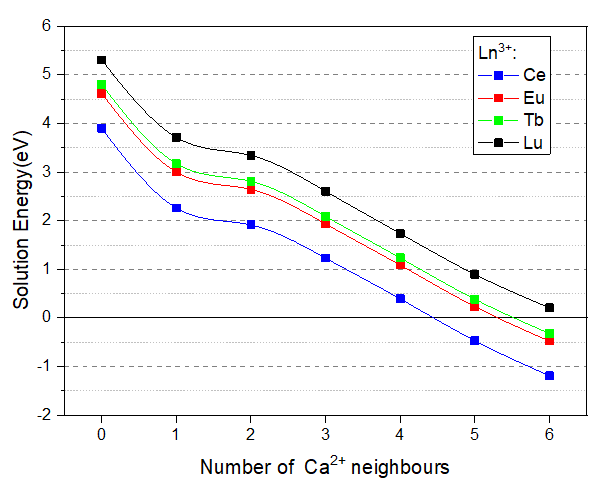 6
5
4
3
2
1
0
-1
-2
Solution Energy(eV)
Ln³⁺:
Ce
Eu
Tb
Lu
0 1 2 3 4 5 6
Number of Ca²⁺ neighbours